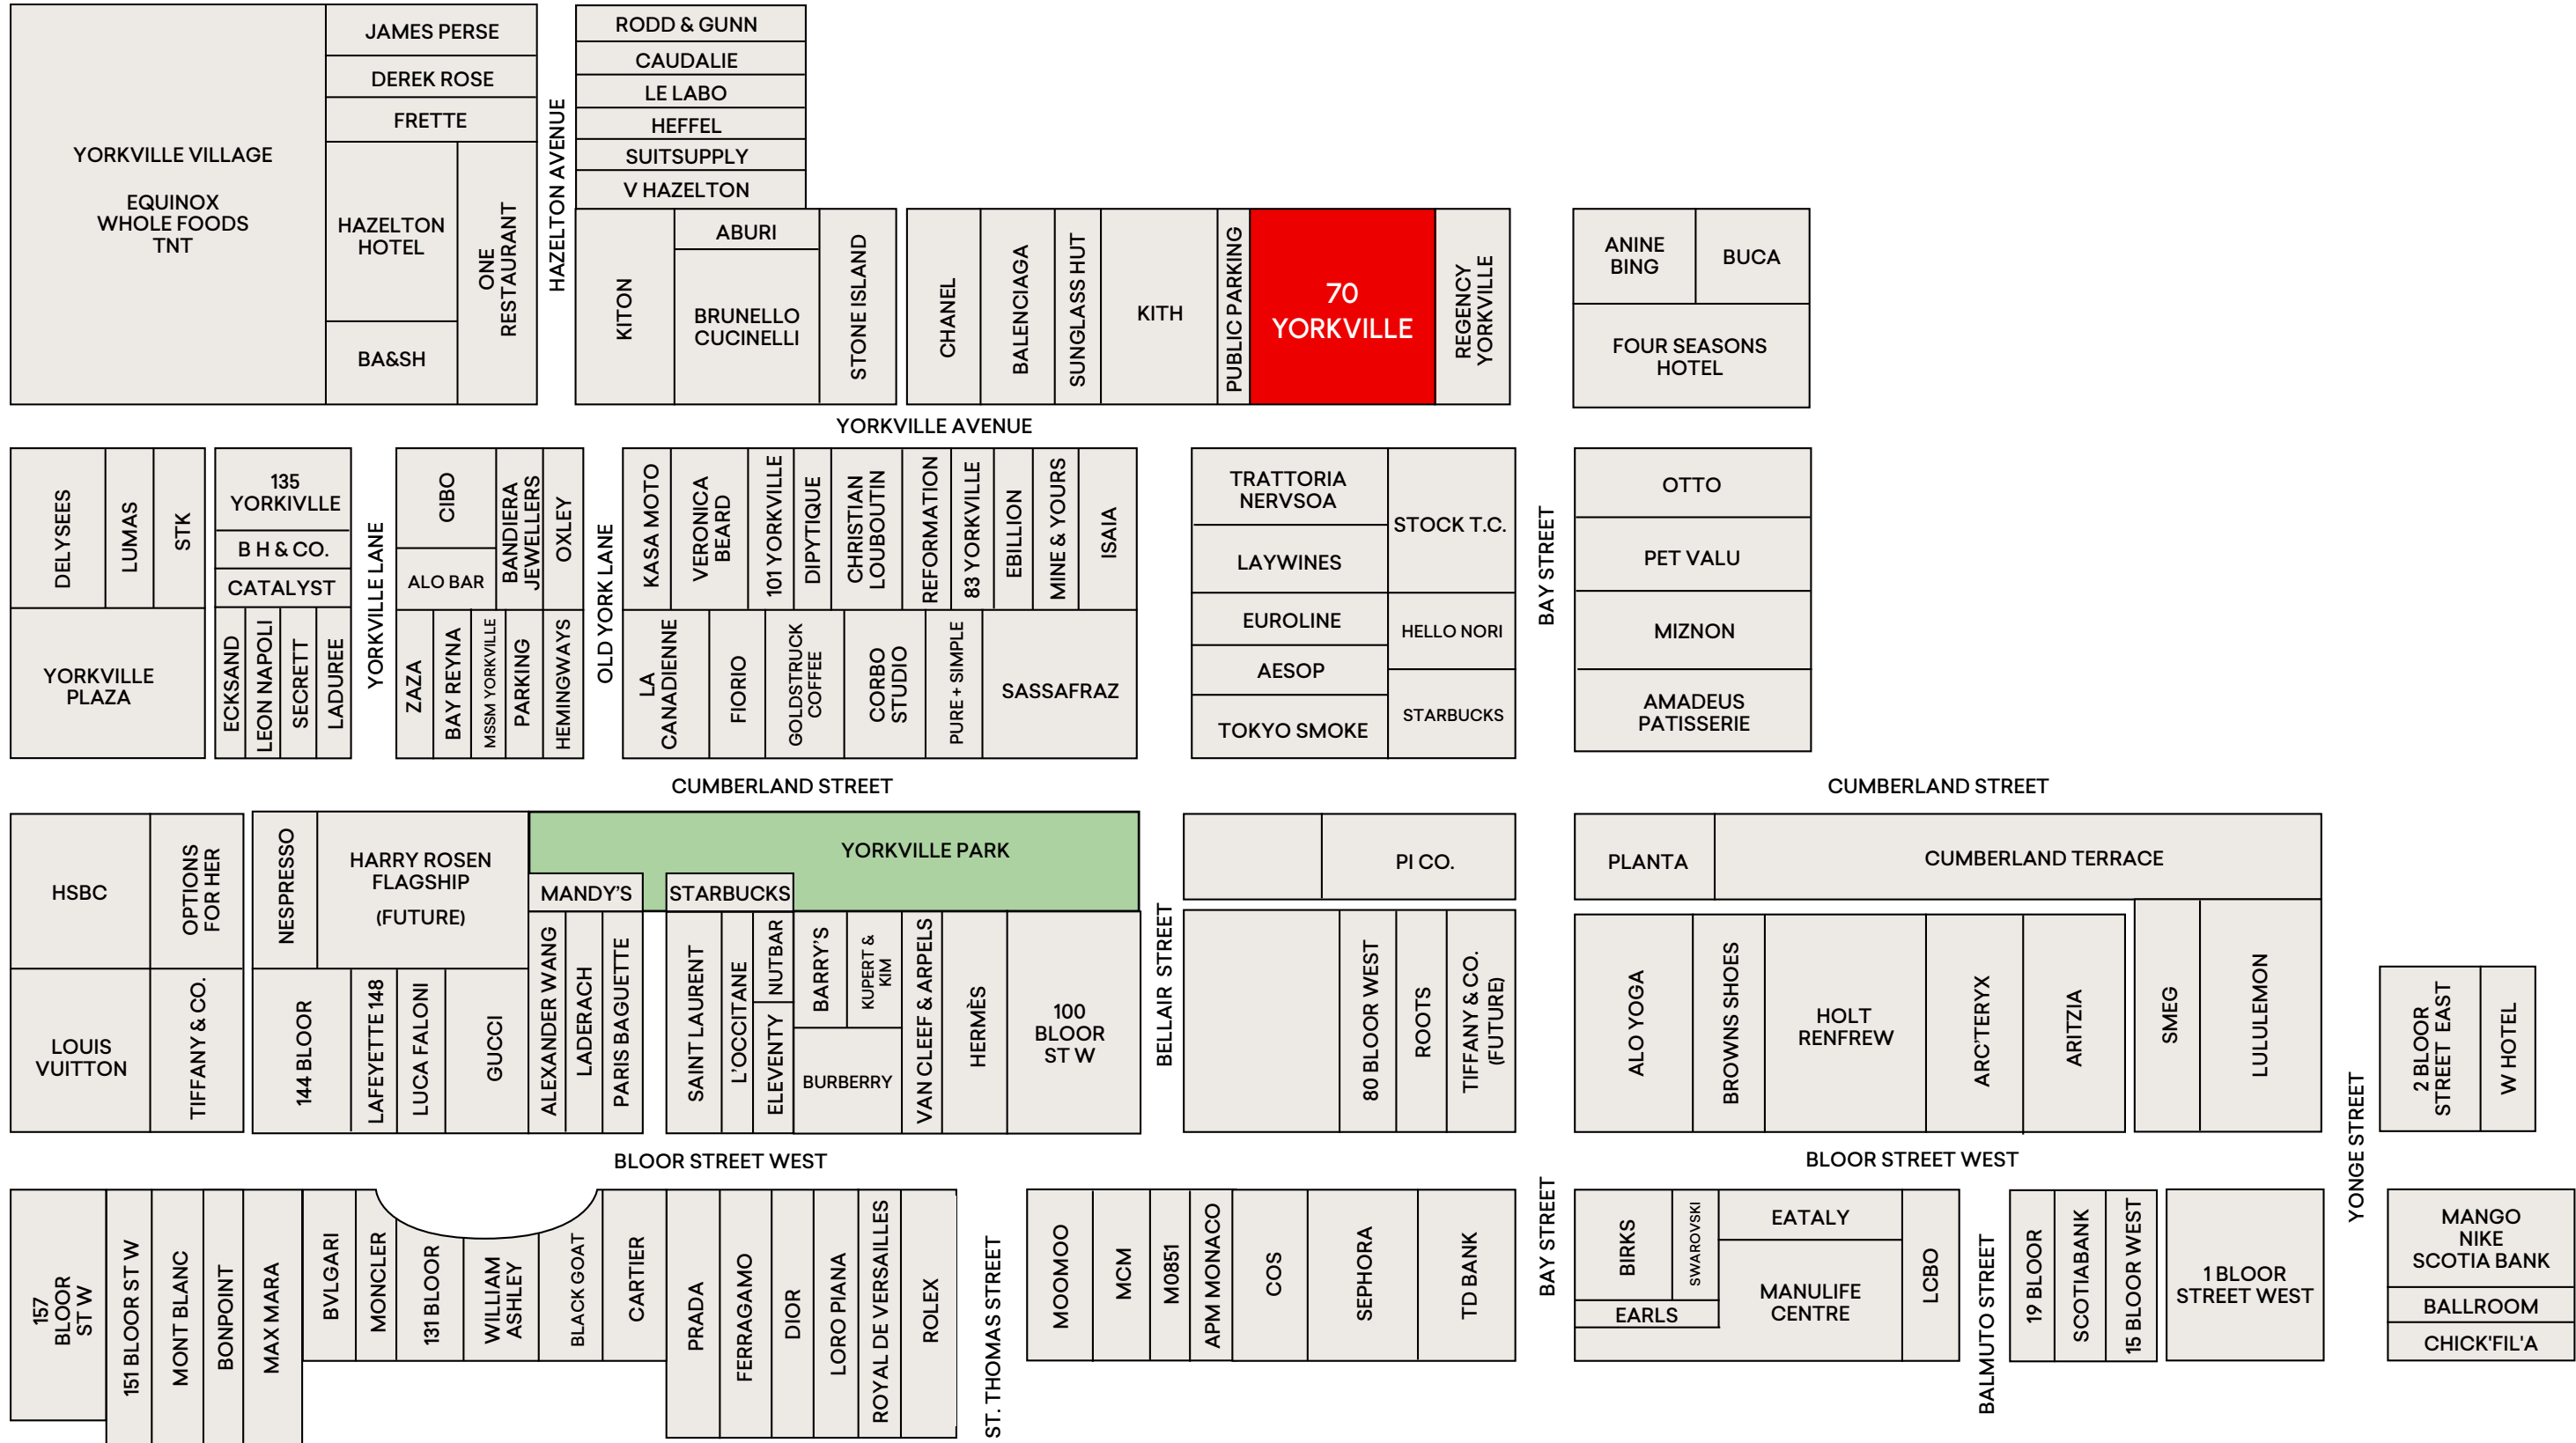 YORKVILLE VILLAGE
EQUINOX
WHOLE FOODS
TNT
JAMES PERSE
DEREK ROSE
FRETTE
HAZELTON
HOTEL
ONE
RESTAURANT
BA&SH
HAZELTON AVENUE
RODD & GUNN
CAUDALIE
LE LABO
HEFFEL
SUITSUPPLY
V HAZELTON
KITON
ABURI
BRUNELLO
CUCINELLI
STONE ISLAND
CHANEL
BALENCIAGA
SUNGLASS HUT
KITH
PUBLIC PARKING
70
YORKVILLE
REGENCY
YORKVILLE
ANINE
BING
BUCA
FOUR SEASONS
HOTEL
YORKVILLE AVENUE
DELYSEES
LUMAS
STK
YORKVILLE
PLAZA
135
YORKIVLLE
B H & CO.
CATALYST
ECKSAND
LEON NAPOLI
SECRETT
LADUREE
YORKVILLE LANE
CIBO
ALO BAR
BANDIERA
JEWELLERS
OXLEY
ZAZA
BAY REYNA
MSSM YORKVILLE
PARKING
HEMINGWAYS
OLD YORK LANE
KASA MOTO
VERONICA
BEARD
101 YORKVILLE
DIPYTIQUE
CHRISTIAN
LOUBOUTIN
REFORMATION
83 YORKVILLE
EBILLION
MINE & YOURS
ISAIA
LA
CANADIENNE
FIORIO
GOLDSTRUCK
COFFEE
CORBO
STUDIO
PURE + SIMPLE
SASSAFRAZ
TRATTORIA
NERVSOA
LAYWINES
EUROLINE
AESOP
TOKYO SMOKE
STOCK T.C.
HELLO NORI
STARBUCKS
BAY STREET
OTTO
PET VALU
MIZNON
AMADEUS
PATISSERIE
CUMBERLAND STREET
CUMBERLAND STREET
HSBC
OPTIONS
FOR HER
LOUIS
VUITTON
TIFFANY & CO.
NESPRESSO
HARRY ROSEN
FLAGSHIP
(FUTURE)
144 BLOOR
LAFFEYETTE 148
LUCA FALONI
GUCCI
YORKVILLE PARK
MANDY'S
STARBUCKS
ALEXANDER WANG
LADERACH
PARIS BAGUETTE
SAINT LAURENT
L'OCCITANE
NUTBAR
ELEVENTY
BARRY'S
KUPERT &
KIM
BURBERRY
VAN CLEEF & ARPELS
HERMÈS
100
BLOOR
ST W
BELLAIR STREET
PI CO.
80 BLOOR WEST
ROOTS
TIFFANY & CO.
(FUTURE)
PLANTA
CUMBERLAND TERRACE
ALO YOGA
BROWNS SHOES
HOLT
RENFREW
ARC'TERYX
ARITZIA
SMEG
LULULEMON
2 BLOOR
STREET EAST
W HOTEL
YONGE STREET
BLOOR STREET WEST
BLOOR STREET WEST
157
BLOOR
ST W
151 BLOOR ST W
MONT BLANC
BONPOINT
MAX MARA
BVLGARI
MONCLER
131 BLOOR
WILLIAM
ASHLEY
BLACK GOAT
CARTIER
PRADA
FERRAGAMO
DIOR
LORO PIANA
ROYAL DE VERSAILLES
ROLEX
ST. THOMAS STREET
MOOMOO
MCM
M0851
APM MONACO
COS
SEPHORA
TD BANK
BAY STREET
BIRKS
SWAROVSKI
EARLS
EATALY
MANULIFE
CENTRE
LCBO
BALMUTO STREET
19 BLOOR
SCOTIABANK
15 BLOOR WEST
1 BLOOR
STREET WEST
MANGO
NIKE
SCOTIA BANK
BALLROOM
CHICK'FIL'A